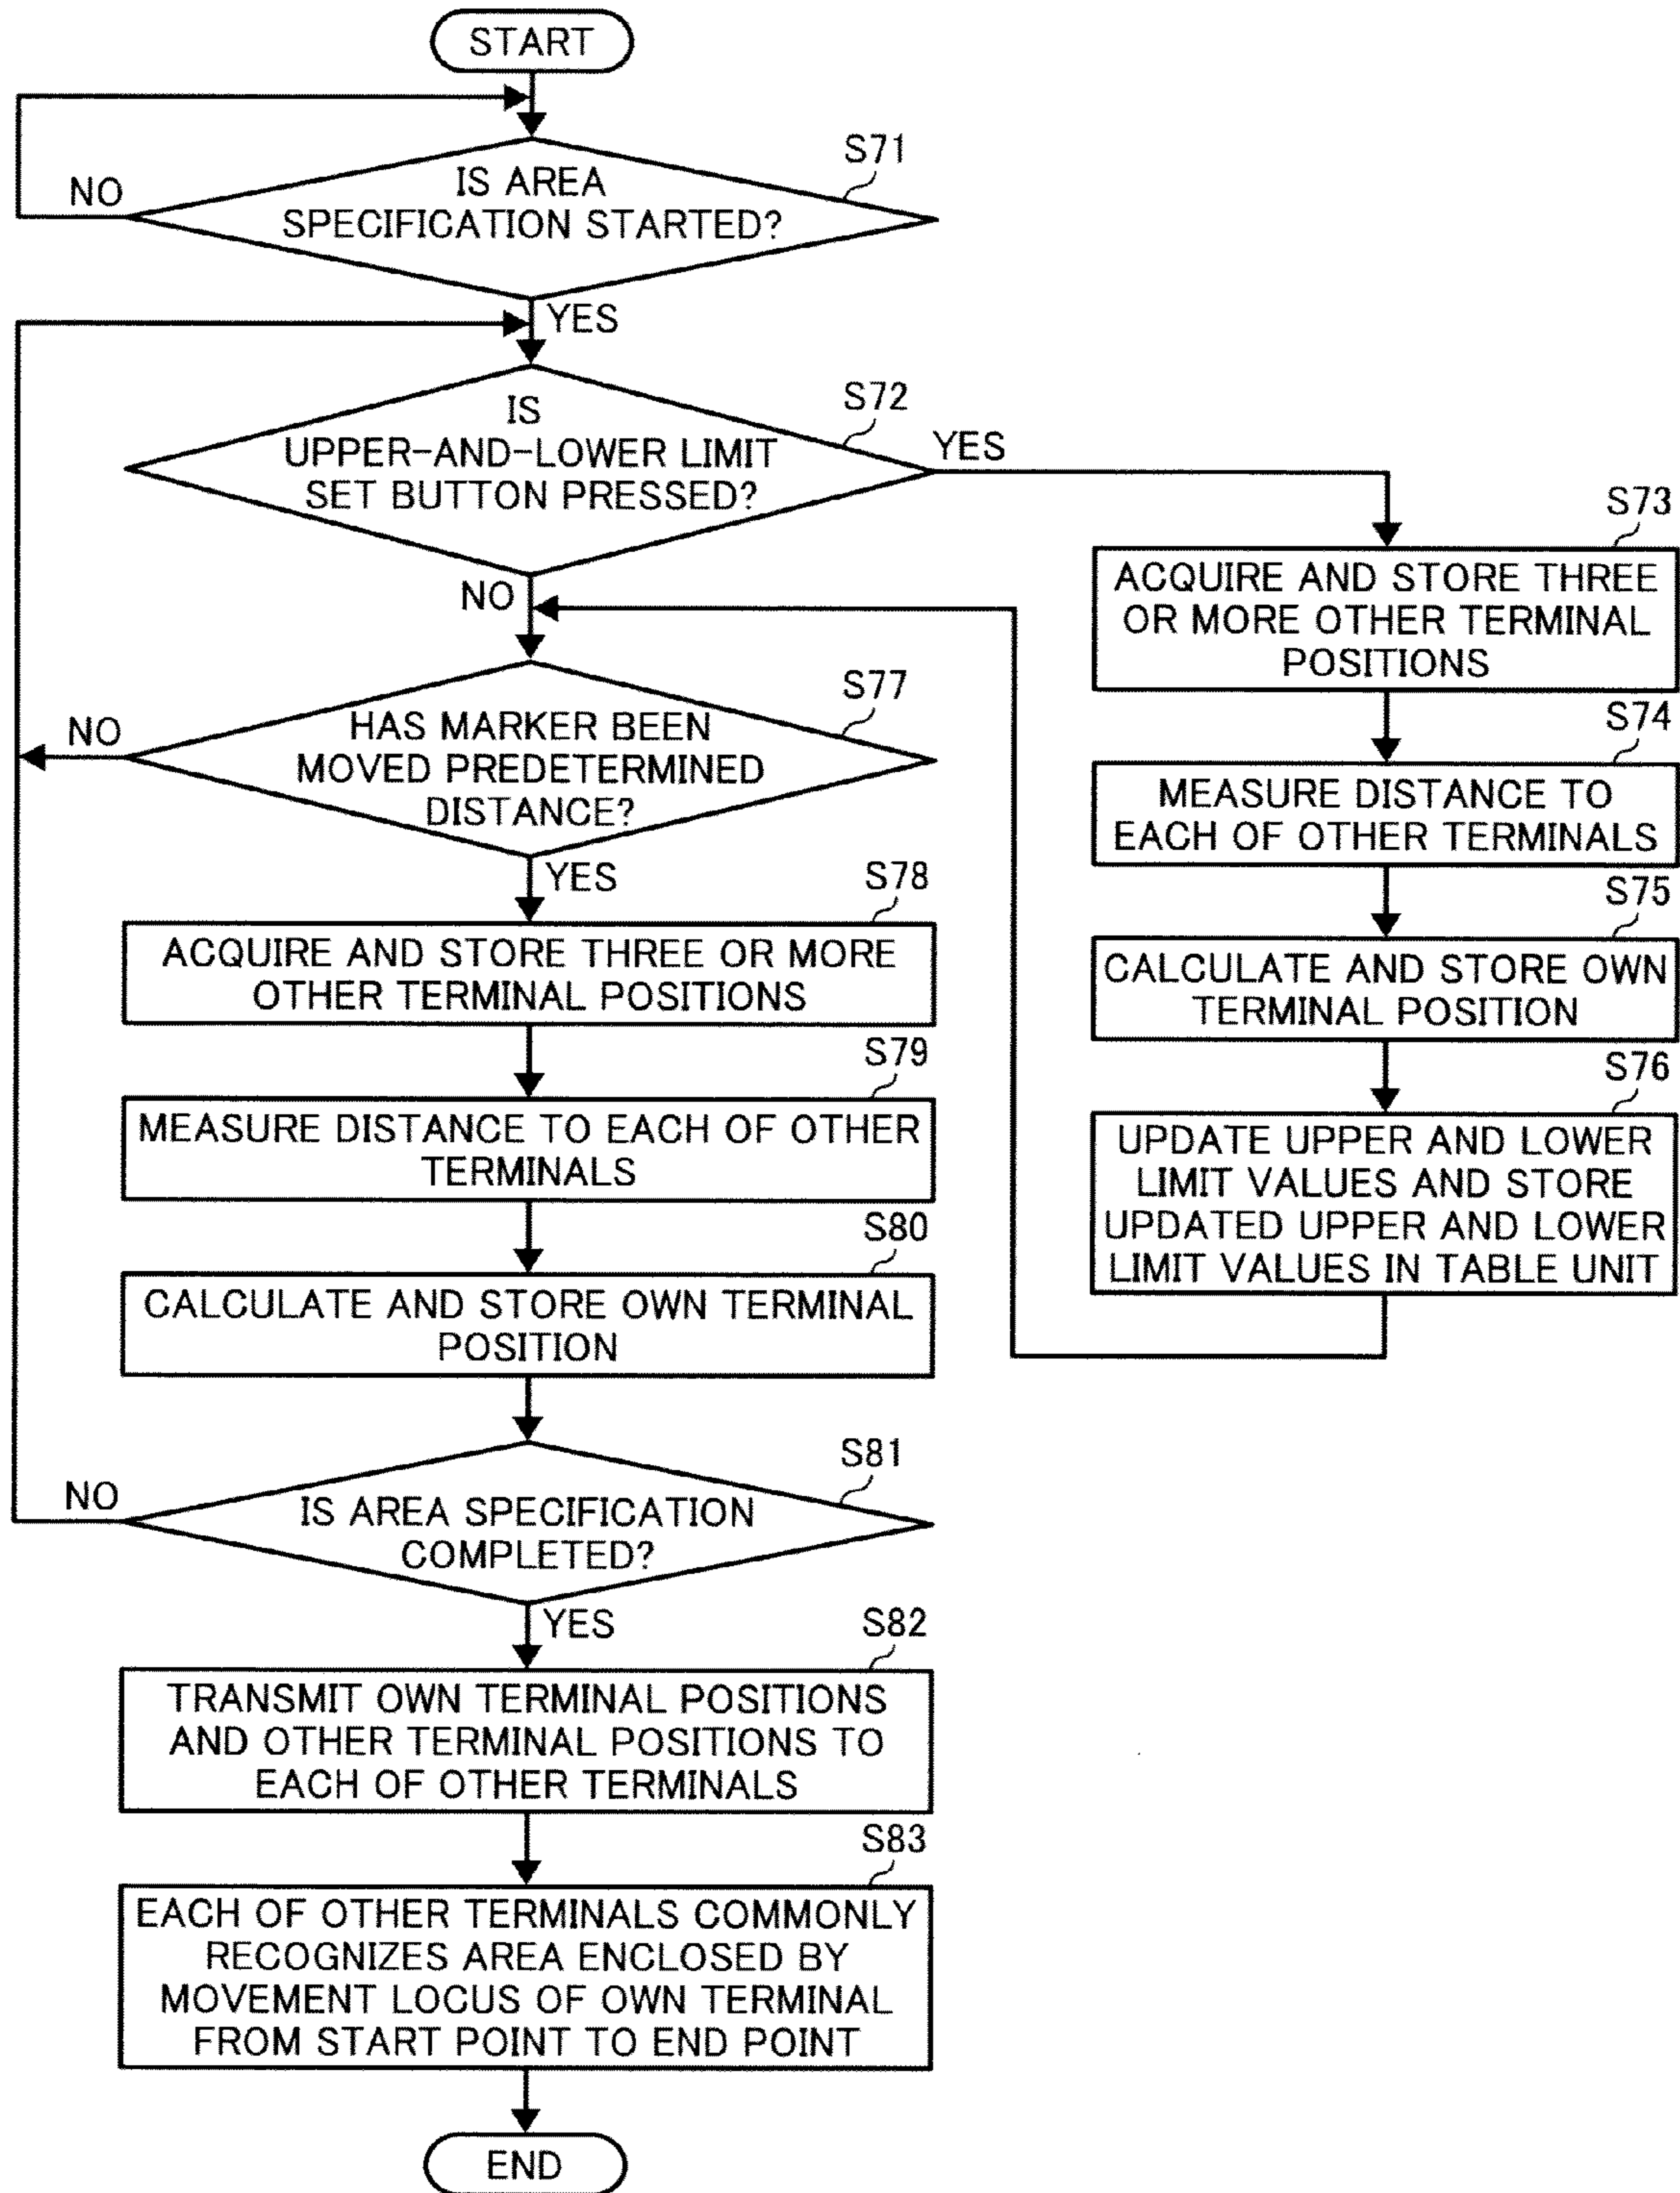 START
S71
IS AREA
SPECIFICATION STARTED?
NO
YES
S72
IS
UPPER-AND-LOWER LIMIT
SET BUTTON PRESSED?
YES
NO
S73
ACQUIRE AND STORE THREE
OR MORE OTHER TERMINAL
POSITIONS
S74
MEASURE DISTANCE TO
EACH OF OTHER TERMINALS
S75
CALCULATE AND STORE OWN
TERMINAL POSITION
S76
UPDATE UPPER AND LOWER
LIMIT VALUES AND STORE
UPDATED UPPER AND LOWER
LIMIT VALUES IN TABLE UNIT
S77
HAS MARKER BEEN
MOVED PREDETERMINED
DISTANCE?
NO
YES
S78
ACQUIRE AND STORE THREE OR MORE
OTHER TERMINAL POSITIONS
S79
MEASURE DISTANCE TO EACH OF OTHER
TERMINALS
S80
CALCULATE AND STORE OWN TERMINAL
POSITION
S81
IS AREA SPECIFICATION
COMPLETED?
NO
YES
S82
TRANSMIT OWN TERMINAL POSITIONS
AND OTHER TERMINAL POSITIONS TO
EACH OF OTHER TERMINALS
S83
EACH OF OTHER TERMINALS COMMONLY
RECOGNIZES AREA ENCLOSED BY
MOVEMENT LOCUS OF OWN TERMINAL
FROM START POINT TO END POINT
END